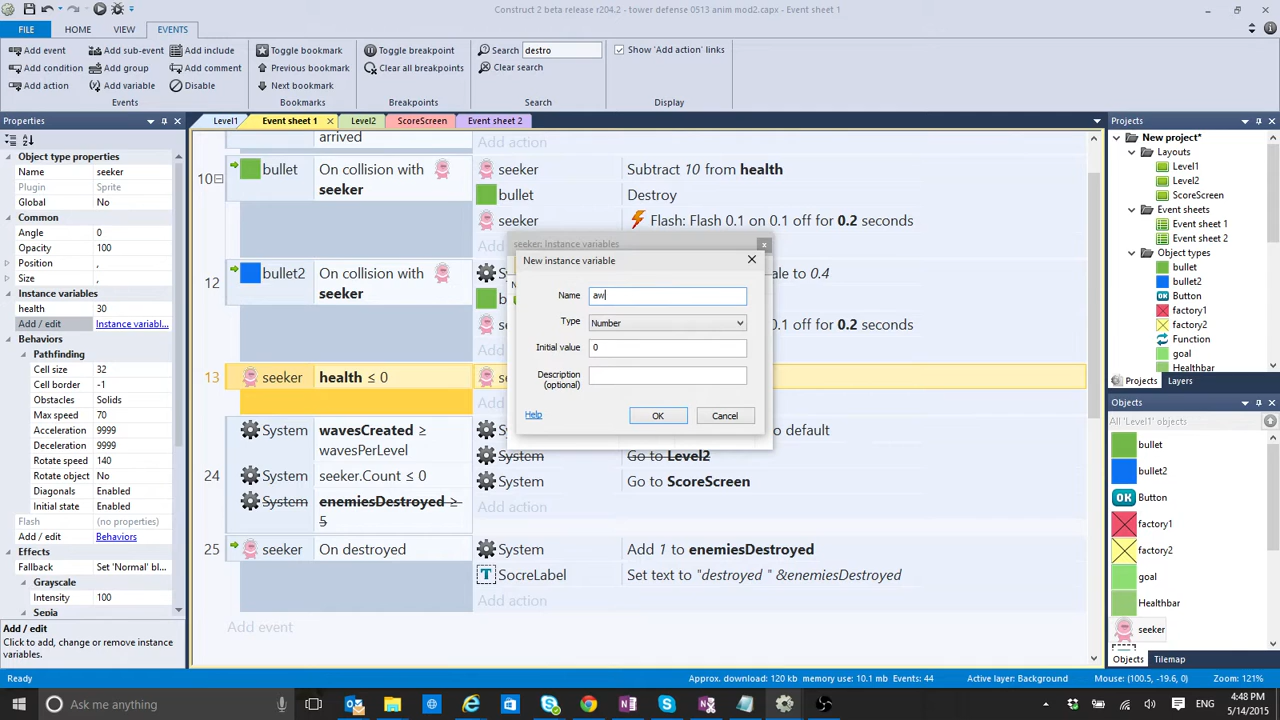 Construct 2 beta release r204.2 - tower defense 0513 anim mod2.capx - Event sheet 1
FILE HOME VIEW EVENTS
Add event Add sub-event Add include Toggle bookmark Toggle breakpoint Search destro Show 'Add action' links
Add condition Add group Add comment Previous bookmark Clear all breakpoints Clear search
Add action Add variable Disable Next bookmark
Events Bookmarks Breakpoints Search Display
Properties
Object type properties
Name seeker
Plugin Sprite
Global No
Common
Angle 0
Opacity 100
Position ,
Size ,
Instance variables
health 30
Add / edit Instance variabl...
Behaviors
Pathfinding
Cell size 32
Cell border -1
Obstacles Solids
Max speed 70
Acceleration 9999
Deceleration 9999
Rotate speed 140
Rotate object No
Diagonals Enabled
Initial state Enabled
Flash (no properties)
Add / edit Behaviors
Effects
Fallback Set 'Normal' bl...
Grayscale
Intensity 100
Sepia
Add / edit
Click to add, change or remove instance variables.
Level1 Event sheet 1 x Level2 ScoreScreen Event sheet 2
arrived Add action
10 bullet On collision with seeker
seeker Subtract 10 from health
bullet Destroy
seeker Flash: Flash 0.1 on 0.1 off for 0.2 seconds
12 bullet2 On collision with seeker
ale to 0.4
.1 off for 0.2 seconds
13 seeker health ≤ 0
24 System wavesCreated ≥ wavesPerLevel
o default
System seeker.Count ≤ 0
System enemiesDestroyed ≥ 5
System Go to Level2
System Go to ScoreScreen
Add action
25 seeker On destroyed
System Add 1 to enemiesDestroyed
SocreLabel Set text to "destroyed " &enemiesDestroyed
Add action
Add event
seeker: Instance variables x
New instance variable
Name aw
Type Number
Initial value 0
Description (optional)
Help OK Cancel
Projects
New project*
Layouts
Level1
Level2
ScoreScreen
Event sheets
Event sheet 1
Event sheet 2
Object types
bullet
bullet2
Button
factory1
factory2
Function
goal
Healthbar
Projects Layers
Objects
All 'Level1' objects
bullet
bullet2
OK Button
factory1
factory2
goal
Healthbar
seeker
Objects Tilemap
Ready Approx. download: 120 kb memory use: 10.1 mb Events: 44 Active layer: Background Mouse: (100.5, -19.6, 0) Zoom: 121%
Ask me anything ENG 4:48 PM
5/14/2015